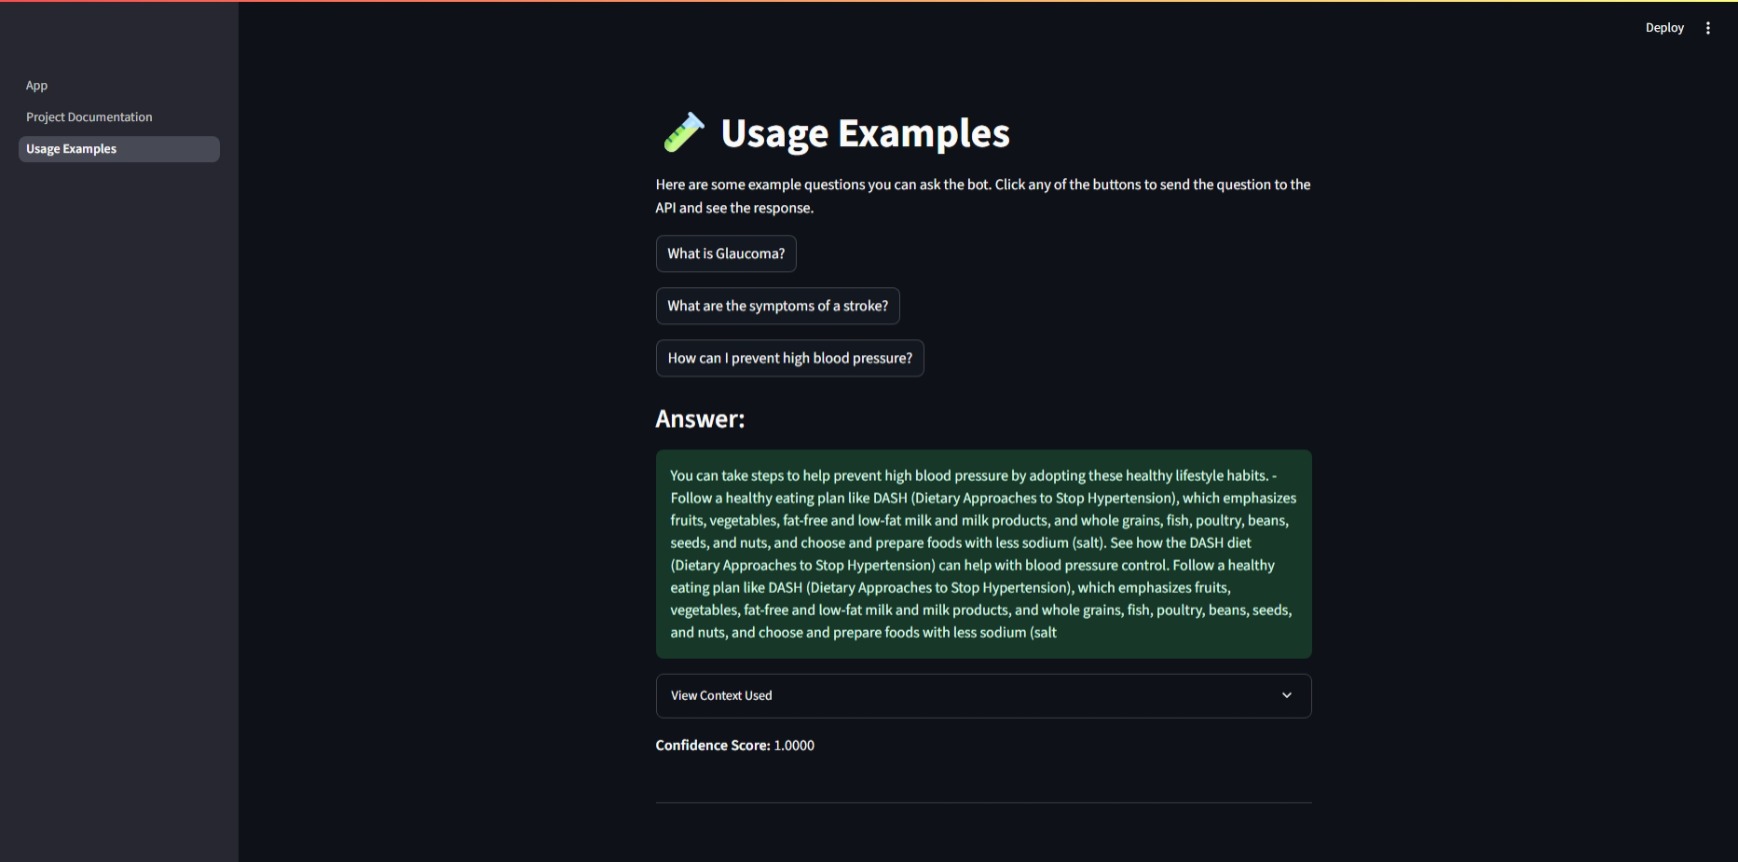 Deploy
App
Project Documentation
Usage Examples
Usage Examples
Here are some example questions you can ask the bot. Click any of the buttons to send the question to the
API and see the response.
What is Glaucoma?
What are the symptoms of a stroke?
How can I prevent high blood pressure?
Answer:
You can take steps to help prevent high blood pressure by adopting these healthy lifestyle habits. -
Follow a healthy eating plan like DASH (Dietary Approaches to Stop Hypertension), which emphasizes
fruits, vegetables, fat-free and low-fat milk and milk products, and whole grains, fish, poultry, beans,
seeds, and nuts, and choose and prepare foods with less sodium (salt). See how the DASH diet
(Dietary Approaches to Stop Hypertension) can help with blood pressure control. Follow a healthy
eating plan like DASH (Dietary Approaches to Stop Hypertension), which emphasizes fruits,
vegetables, fat-free and low-fat milk and milk products, and whole grains, fish, poultry, beans, seeds,
and nuts, and choose and prepare foods with less sodium (salt
View Context Used
Confidence Score: 1.0000